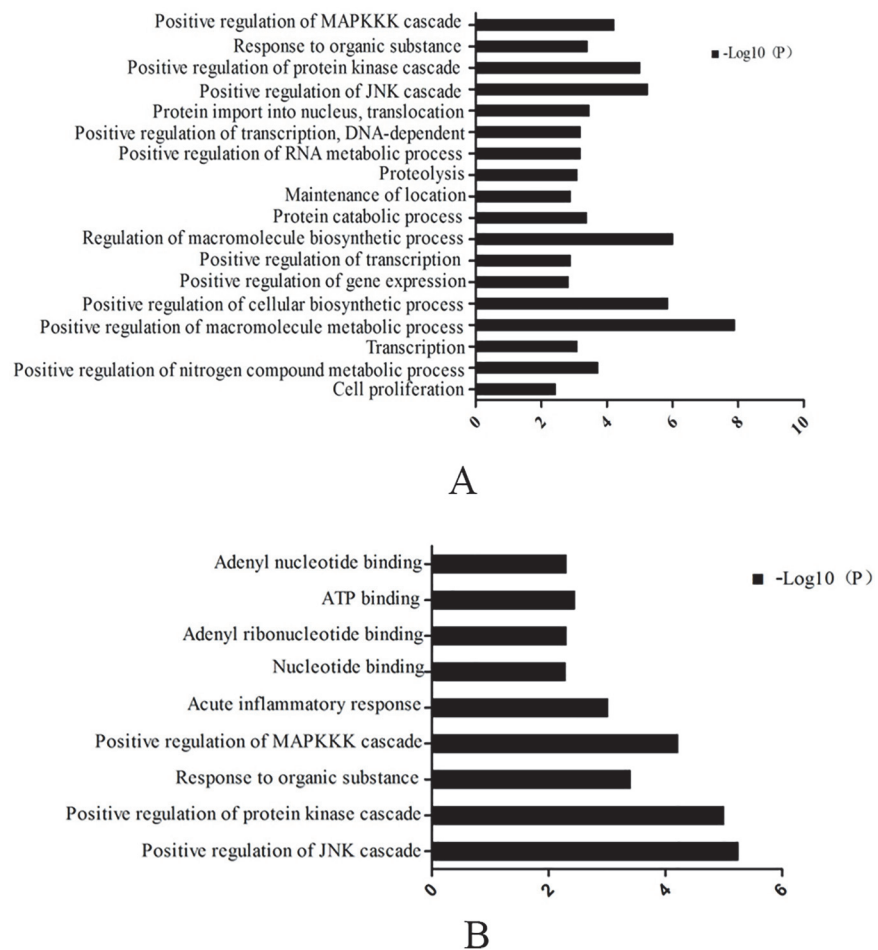 Positive regulation of MAPKKK cascade
Response to organic substance
-Log10 (P)
Positive regulation of protein kinase cascade
Positive regulation of JNK cascade
Protein import into nucleus, translocation
Positive regulation of transcription, DNA-dependent
Positive regulation of RNA metabolic process
Proteolysis
Maintenance of location
Protein catabolic process
Regulation of macromolecule biosynthetic process
Positive regulation of transcription
Positive regulation of gene expression
Positive regulation of cellular biosynthetic process
Positive regulation of macromolecule metabolic process
Transcription
Positive regulation of nitrogen compound metabolic process
Cell proliferation
0 2 4 6 8 10
A
Adenyl nucleotide binding
-Log10 (P)
ATP binding
Adenyl ribonucleotide binding
Nucleotide binding
Acute inflammatory response
Positive regulation of MAPKKK cascade
Response to organic substance
Positive regulation of protein kinase cascade
Positive regulation of JNK cascade
0 2 4 6
B